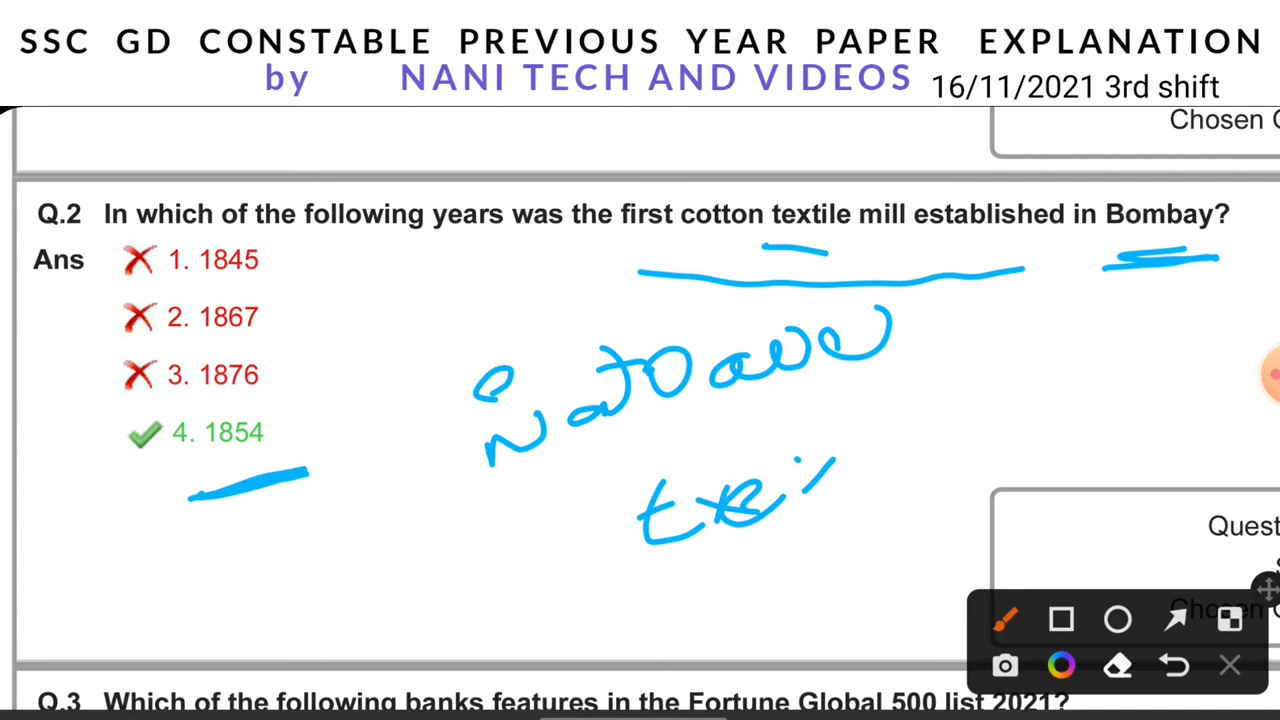 SSC GD CONSTABLE PREVIOUS YEAR PAPER EXPLANATION
by NANI TECH AND VIDEOS 16/11/2021 3rd shift
Chosen
Q.2 In which of the following years was the first cotton textile mill established in Bombay?
Ans 1. 1845
2. 1867
3. 1876
4. 1854
Quest
Q.3 Which of the following banks features in the Fortune Global 500 list 2021?